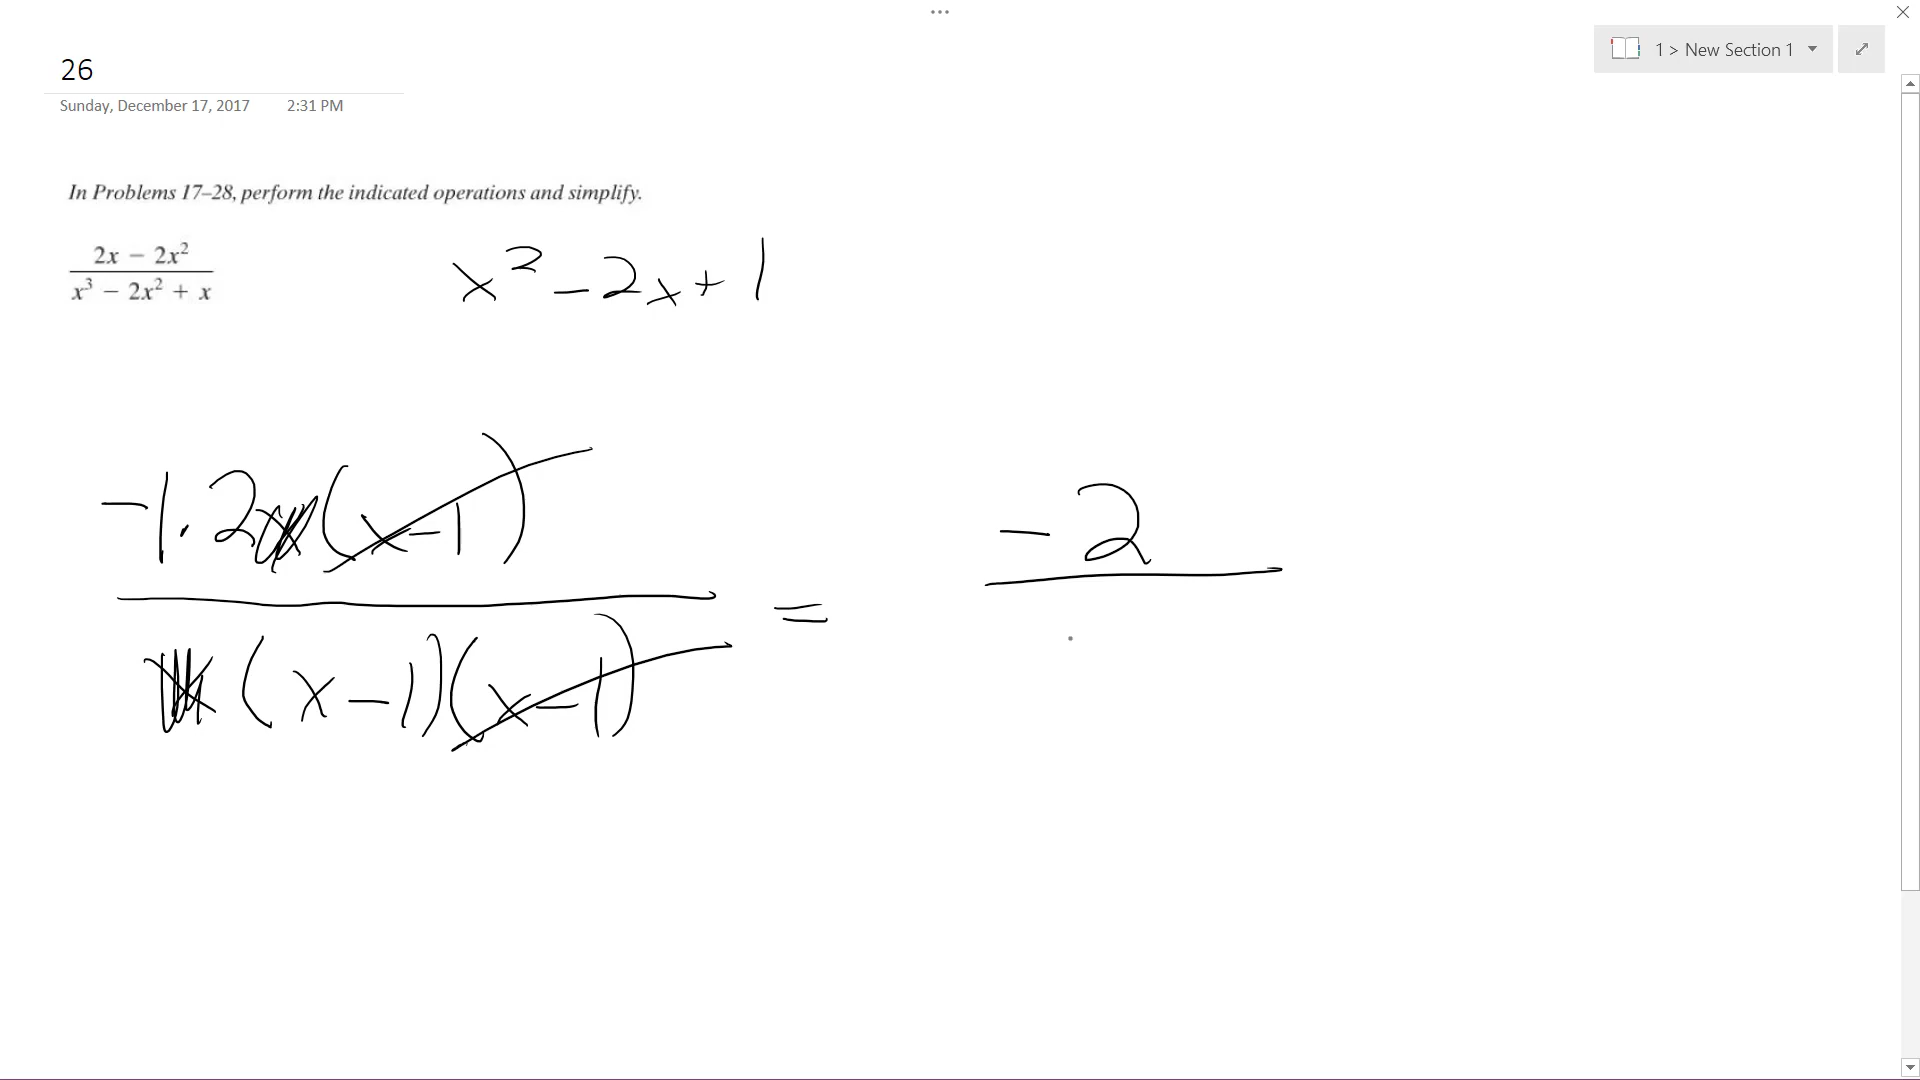 1 > New Section 1
26
Sunday, December 17, 2017 2:31 PM
In Problems 17–28, perform the indicated operations and simplify.
2x − 2x²
x³ − 2x² + x
x² − 2x + 1
−1·2x(x−1)
x(x−1)(x−1)
=
−2